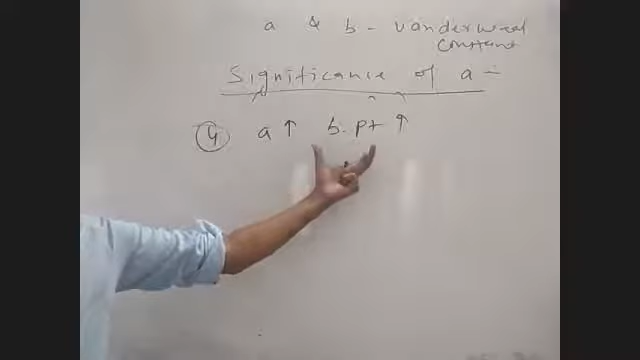 a & b - vanderwaal
constant
Significance of a -
4 a ↑ b. pt ↑